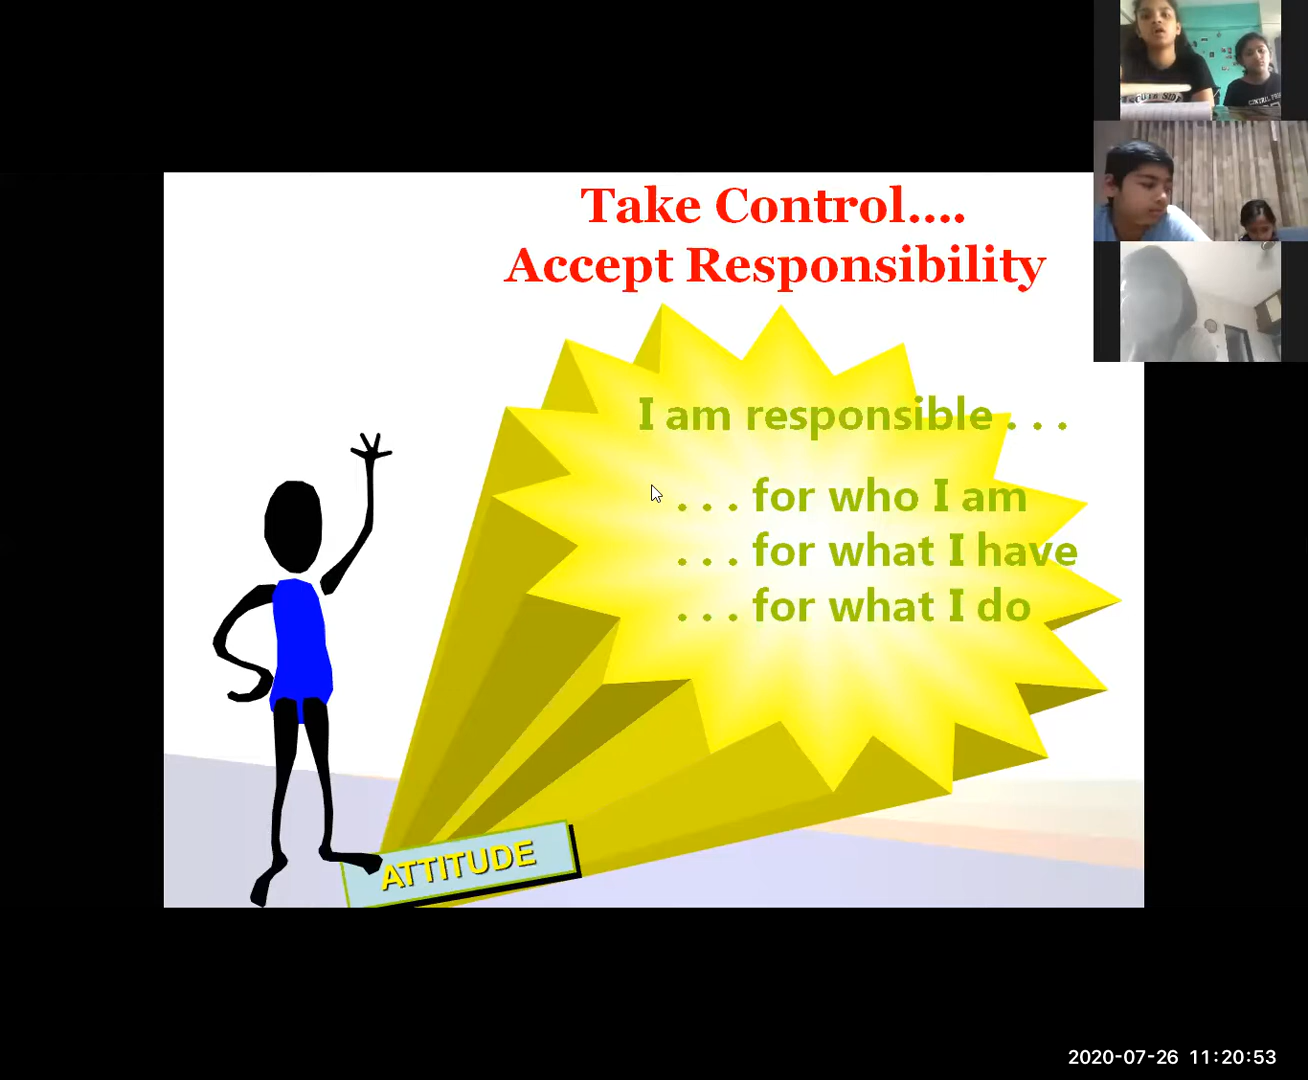 Take Control....
Accept Responsibility
I am responsible . . .
. . . for who I am
. . . for what I have
. . . for what I do
ATTITUDE
2020-07-26 11:20:53